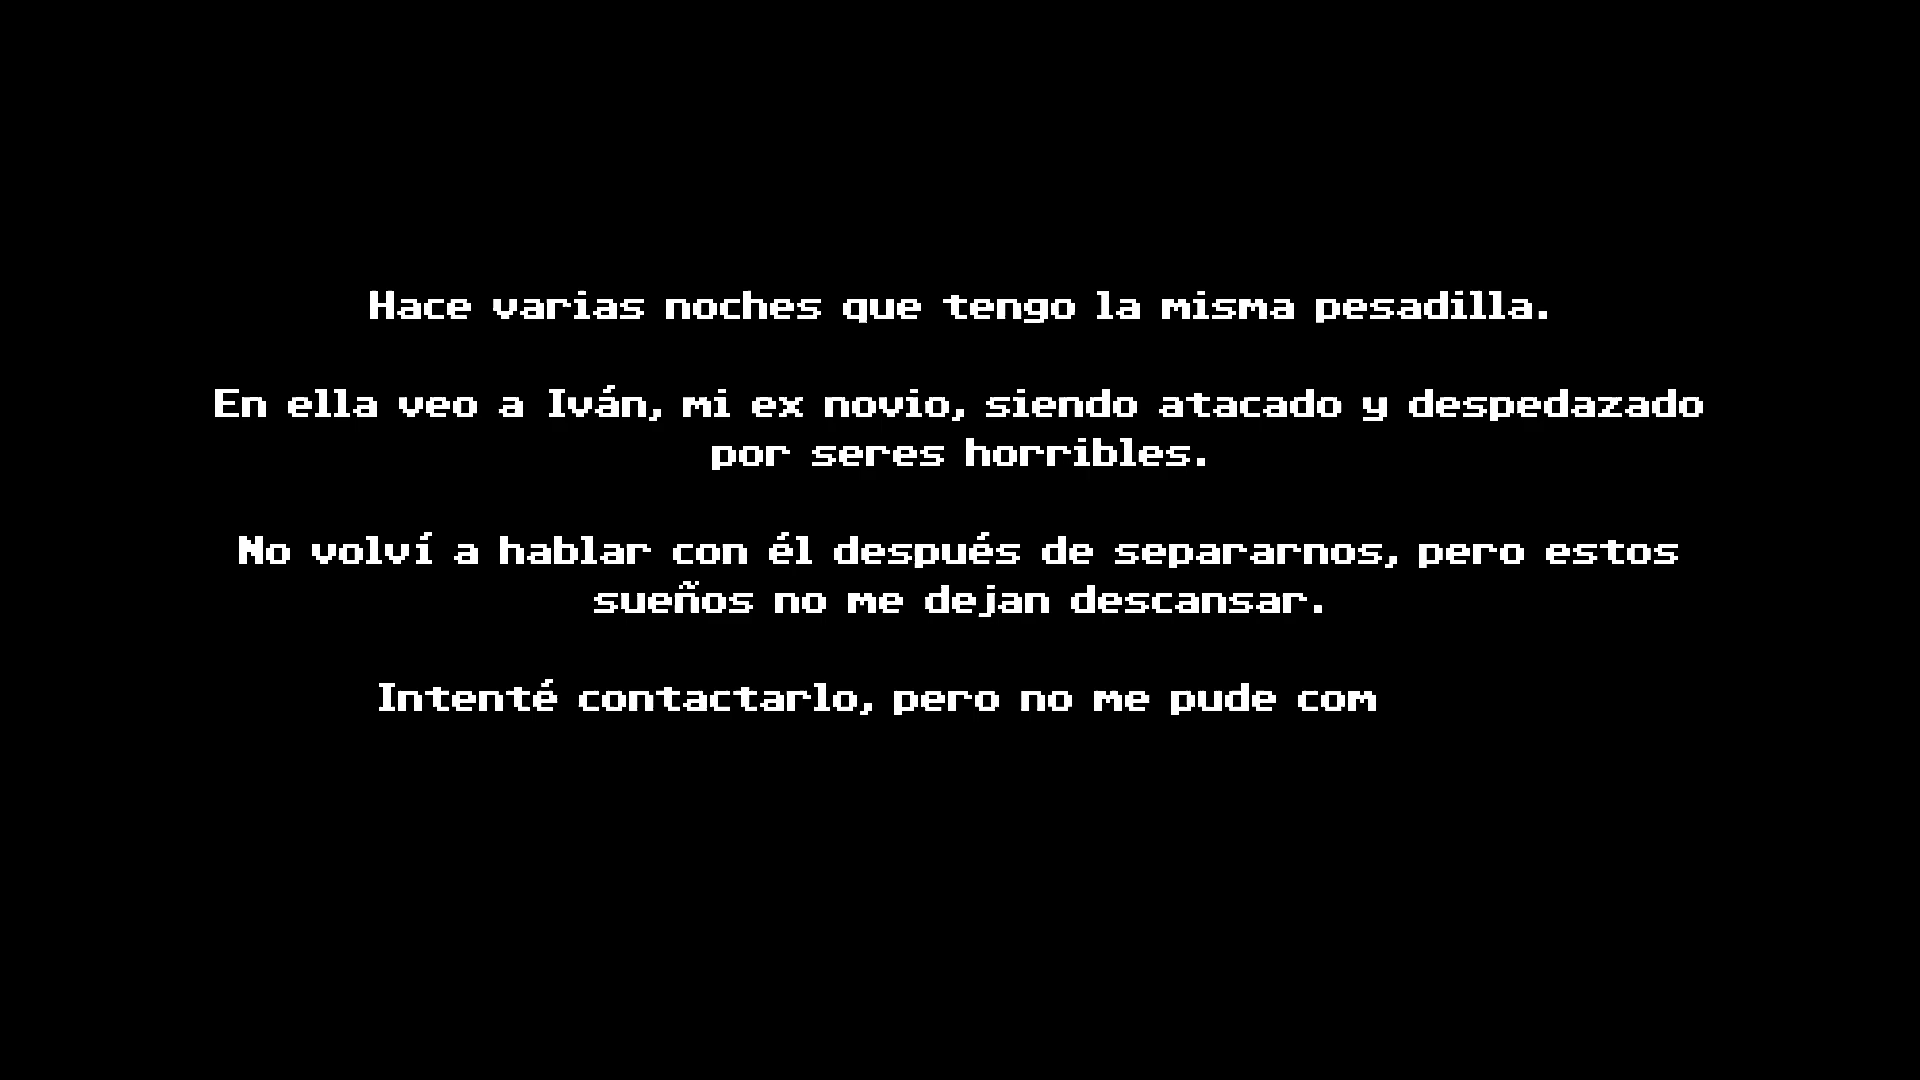 Hace varias noches que tengo la misma pesadilla.
En ella veo a Iván, mi ex novio, siendo atacado y despedazado
por seres horribles.
No volví a hablar con él después de separarnos, pero estos
sueños no me dejan descansar.
Intenté contactarlo, pero no me pude com